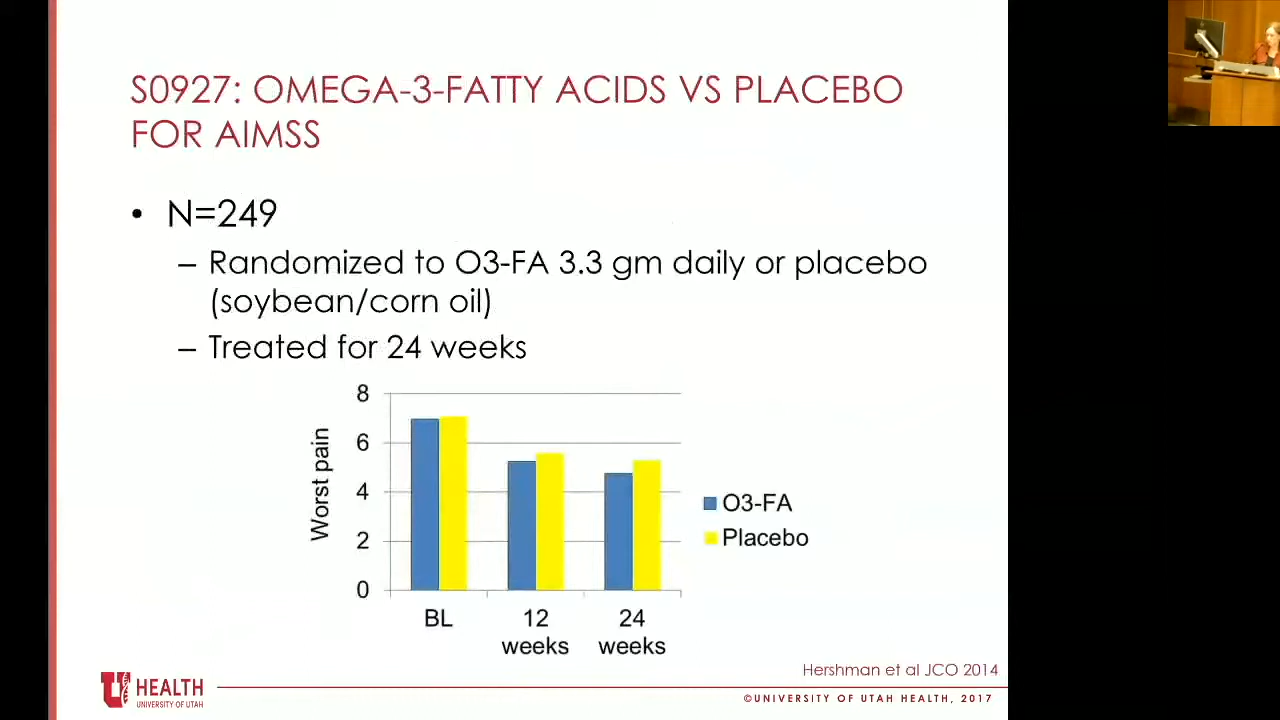 S0927: OMEGA-3-FATTY ACIDS VS PLACEBO
FOR AIMSS
• N=249
– Randomized to O3-FA 3.3 gm daily or placebo
(soybean/corn oil)
– Treated for 24 weeks
8
6
4
2
0
Worst pain
BL
12
weeks
24
weeks
O3-FA
Placebo
Hershman et al JCO 2014
U HEALTH
UNIVERSITY OF UTAH
©UNIVERSITY OF UTAH HEALTH, 2017